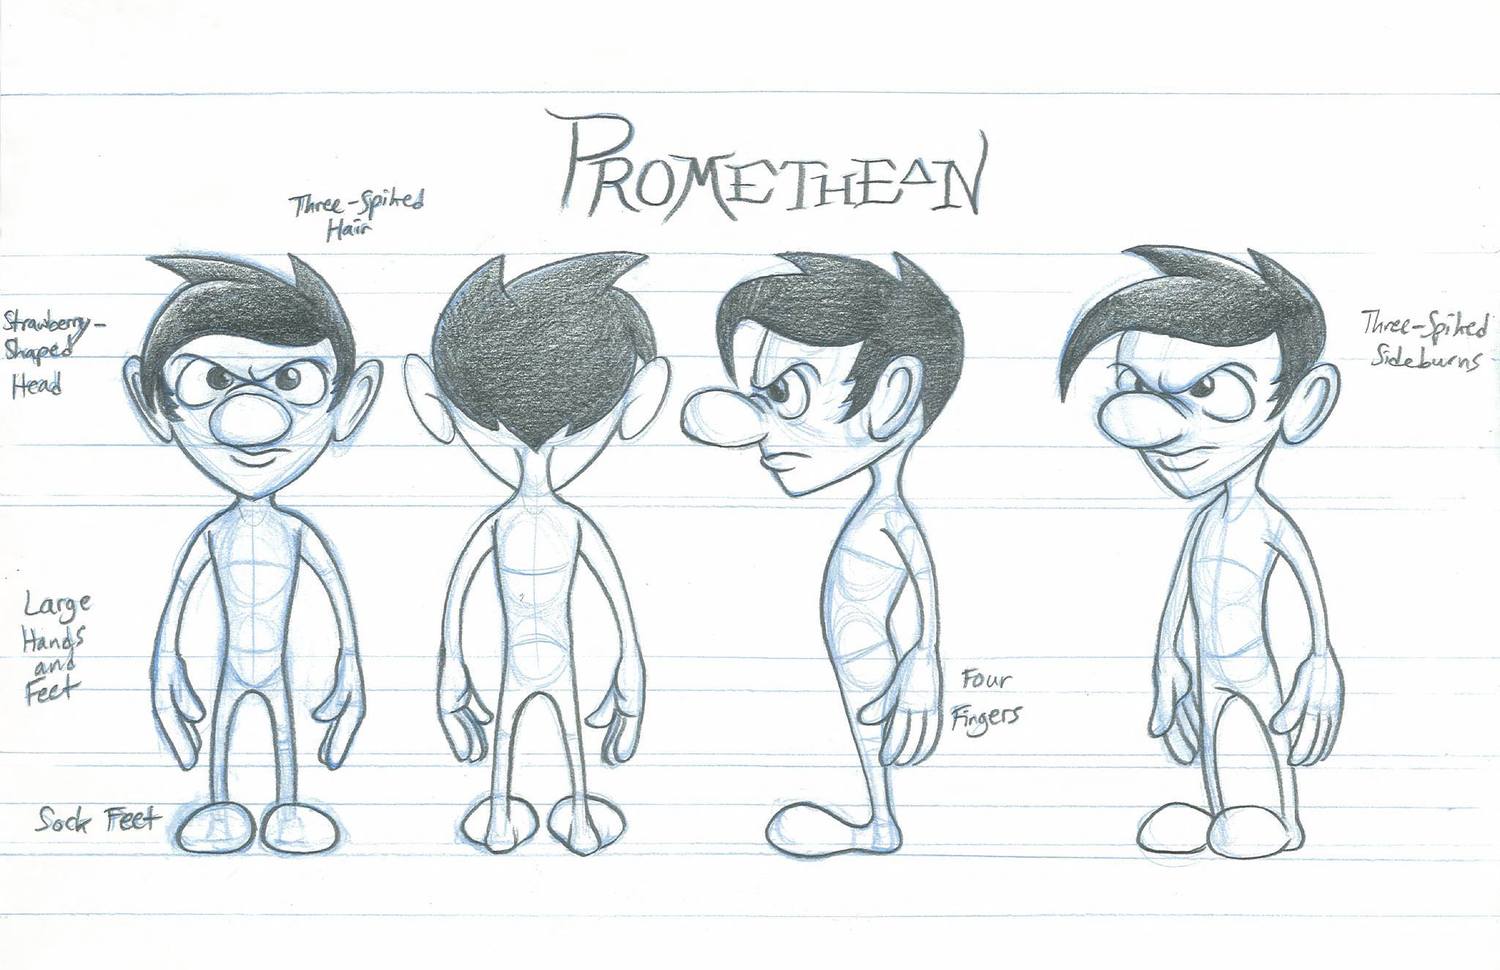 PROMETHEAN
Three-Spiked
Hair
Strawberry-
Shaped
Head
Three-Spiked
Sideburns
Large
Hands
and
Feet
Four
Fingers
Sock Feet